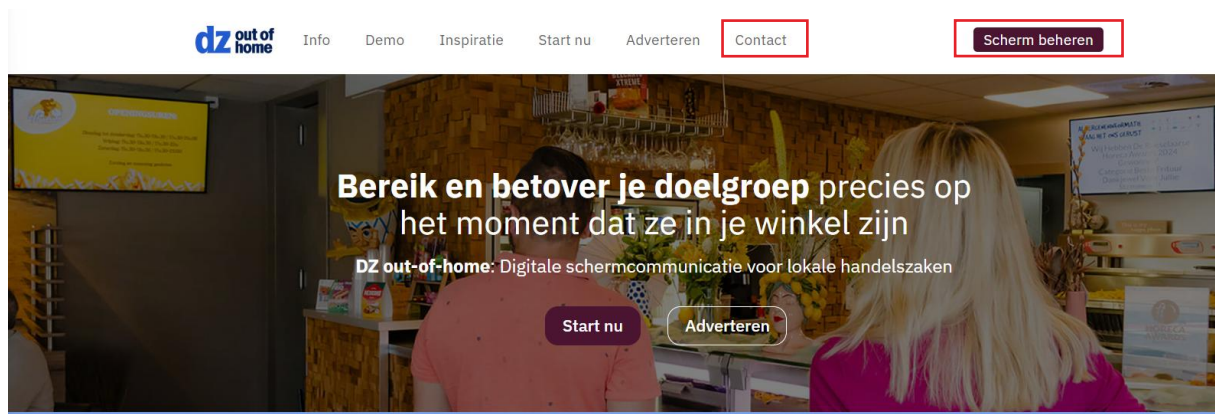 dz out of
home
Info Demo Inspiratie Start nu Adverteren Contact
Scherm beheren
Bereik en betover je doelgroep precies op
het moment dat ze in je winkel zijn
DZ out-of-home: Digitale schermcommunicatie voor lokale handelszaken
Start nu Adverteren